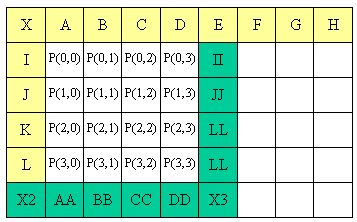 X A B C D E F G H
I P(0,0) P(0,1) P(0,2) P(0,3) II
J P(1,0) P(1,1) P(1,2) P(1,3) JJ
K P(2,0) P(2,1) P(2,2) P(2,3) LL
L P(3,0) P(3,1) P(3,2) P(3,3) LL
X2 AA BB CC DD X3